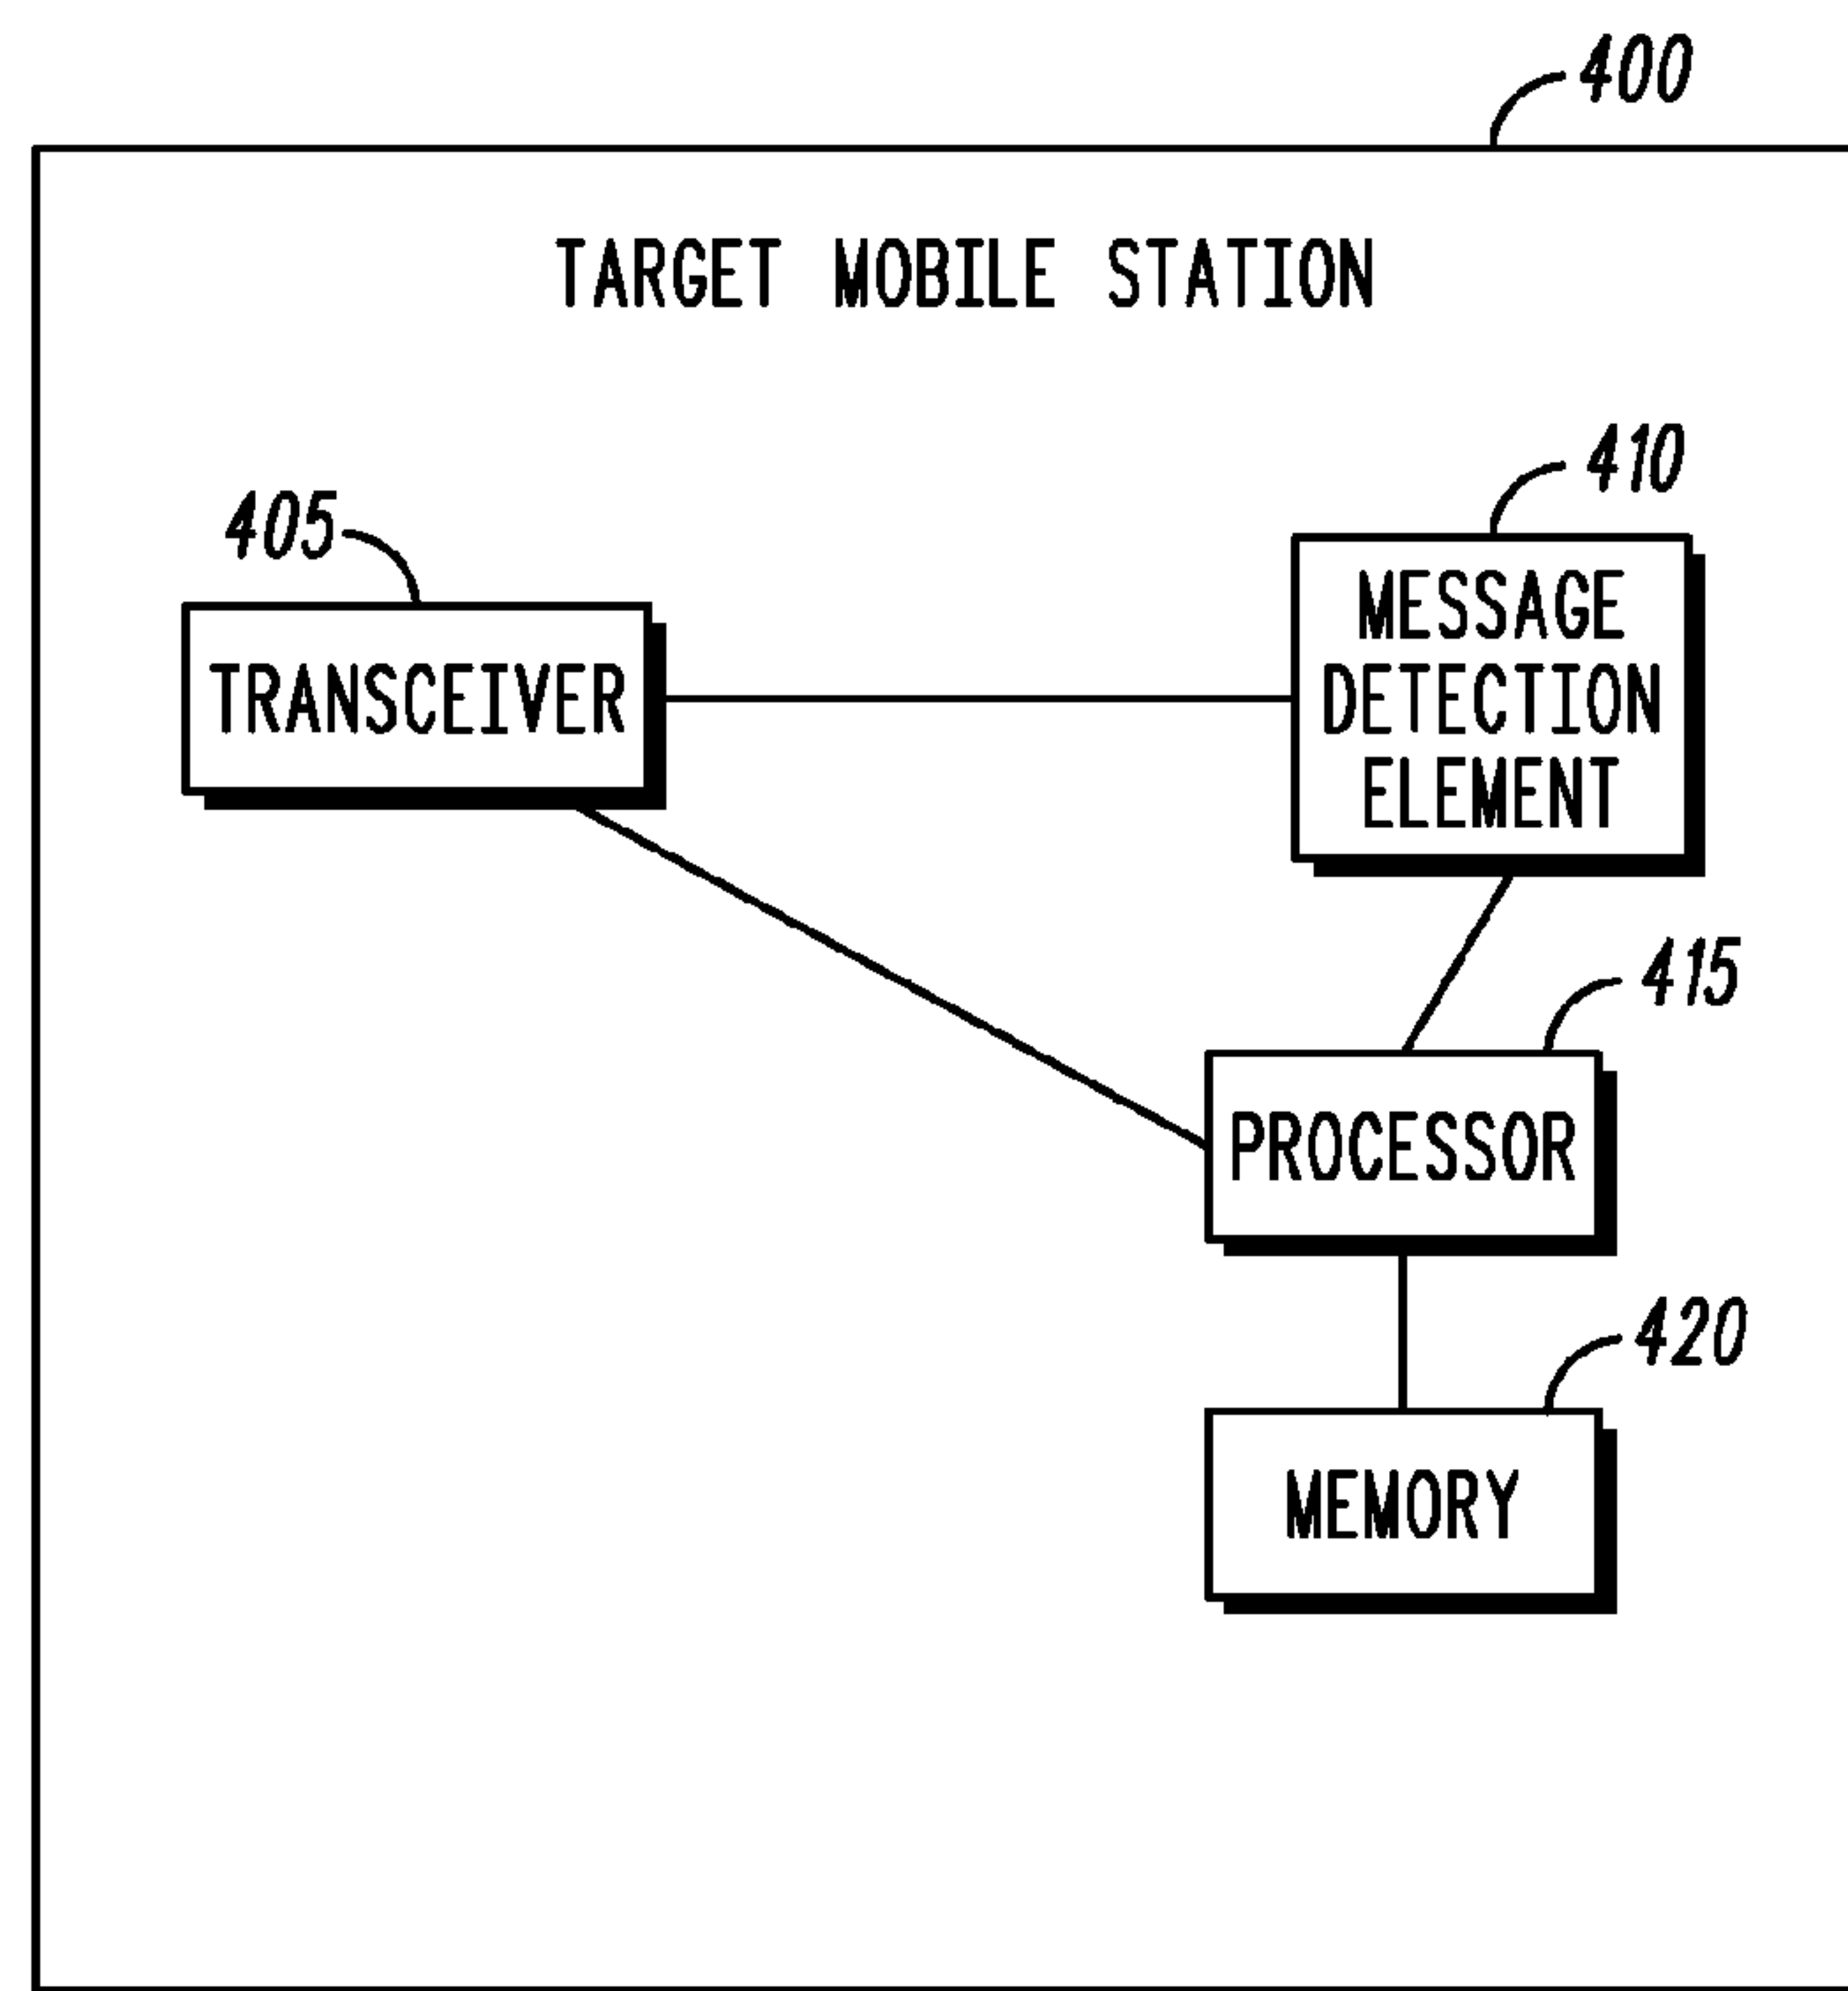 400
TARGET MOBILE STATION
410
405
MESSAGE
DETECTION
ELEMENT
TRANSCEIVER
415
PROCESSOR
420
MEMORY